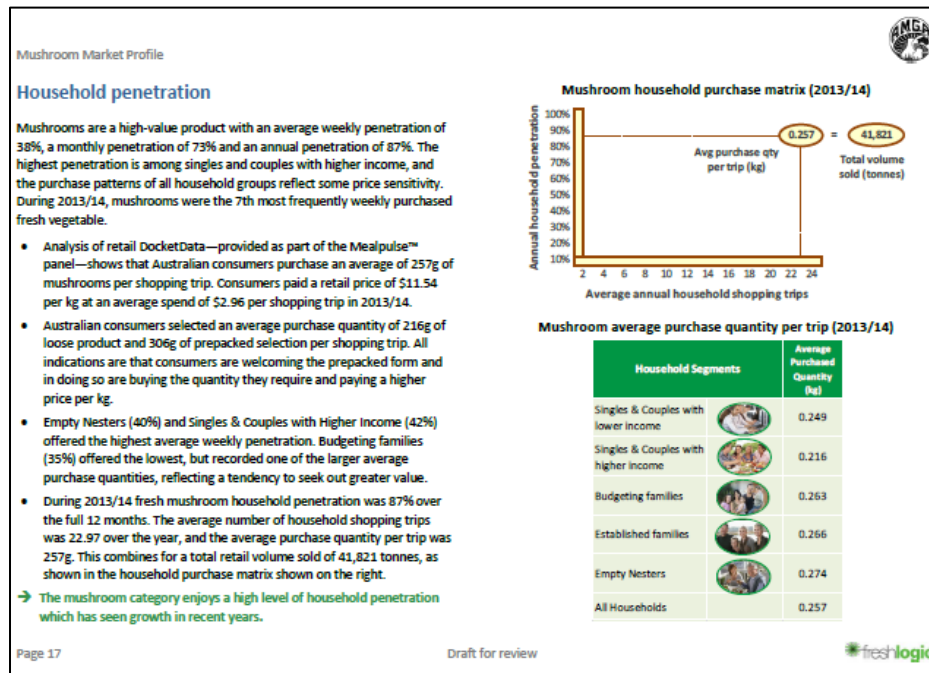 AMGA
Mushroom Market Profile
Household penetration
Mushrooms are a high-value product with an average weekly penetration of
38%, a monthly penetration of 73% and an annual penetration of 87%. The
highest penetration is among singles and couples with higher income, and
the purchase patterns of all household groups reflect some price sensitivity.
During 2013/14, mushrooms were the 7th most frequently weekly purchased
fresh vegetable.
• Analysis of retail DocketData—provided as part of the Mealpulse™
panel—shows that Australian consumers purchase an average of 257g of
mushrooms per shopping trip. Consumers paid a retail price of $11.54
per kg at an average spend of $2.96 per shopping trip in 2013/14.
• Australian consumers selected an average purchase quantity of 216g of
loose product and 306g of prepacked selection per shopping trip. All
indications are that consumers are welcoming the prepacked form and
in doing so are buying the quantity they require and paying a higher
price per kg.
• Empty Nesters (40%) and Singles & Couples with Higher Income (42%)
offered the highest average weekly penetration. Budgeting families
(35%) offered the lowest, but recorded one of the larger average
purchase quantities, reflecting a tendency to seek out greater value.
• During 2013/14 fresh mushroom household penetration was 87% over
the full 12 months. The average number of household shopping trips
was 22.97 over the year, and the average purchase quantity per trip was
257g. This combines for a total retail volume sold of 41,821 tonnes, as
shown in the household purchase matrix shown on the right.
→ The mushroom category enjoys a high level of household penetration
which has seen growth in recent years.
Mushroom household purchase matrix (2013/14)
Annual household penetration
100%
90%
80%
70%
60%
50%
40%
30%
20%
10%
0.257 = 41,821
Avg purchase qty
per trip (kg)
Total volume
sold (tonnes)
2 4 6 8 10 12 14 16 18 20 22 24
Average annual household shopping trips
Mushroom average purchase quantity per trip (2013/14)
Household Segments
Average
Purchased
Quantity
(kg)
Singles & Couples with
lower income
0.249
Singles & Couples with
higher income
0.216
Budgeting families 0.263
Established families 0.266
Empty Nesters 0.274
All Households 0.257
Page 17
Draft for review
freshlogic